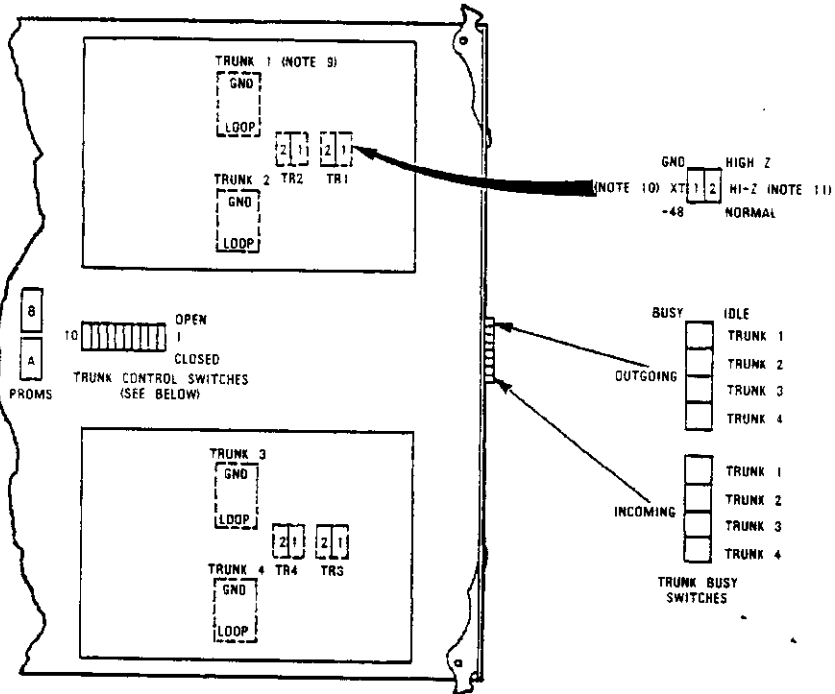 TRUNK 1 (NOTE 9)
GND
LOOP
2 1 2 1
TR2 TR1
TRUNK 2
GND
LOOP
GND HIGH Z
(NOTE 10) XT 1 2 HI-Z (NOTE 11)
-48 NORMAL
B
A
PROMS
OPEN
10 1
CLOSED
TRUNK CONTROL SWITCHES
(SEE BELOW)
BUSY IDLE
TRUNK 1
TRUNK 2
OUTGOING
TRUNK 3
TRUNK 4
TRUNK 1
TRUNK 2
INCOMING
TRUNK 3
TRUNK 4
TRUNK BUSY
SWITCHES
TRUNK 3
GND
LOOP
2 1 2 1
TR4 TR3
TRUNK 4
GND
LOOP